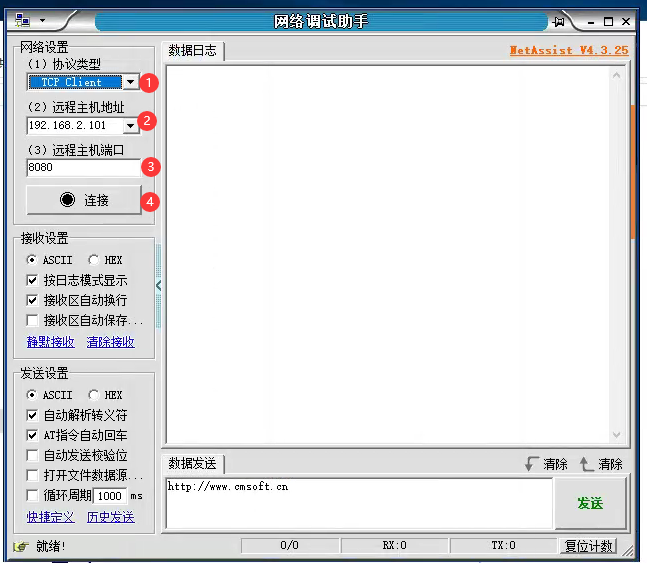 网络调试助手
网络设置
（1）协议类型
TCP Client
1
（2）远程主机地址
192.168.2.101
2
（3）远程主机端口
8080
3
连接
4
接收设置
ASCII HEX
按日志模式显示
接收区自动换行
接收区自动保存...
静默接收 清除接收
发送设置
ASCII HEX
自动解析转义符
AT指令自动回车
自动发送校验位
打开文件数据源...
循环周期 1000 ms
快捷定义 历史发送
数据日志
NetAssist V4.3.25
数据发送
清除 清除
http://www.cmsoft.cn
发送
就绪!
0/0
RX:0
TX:0
复位计数